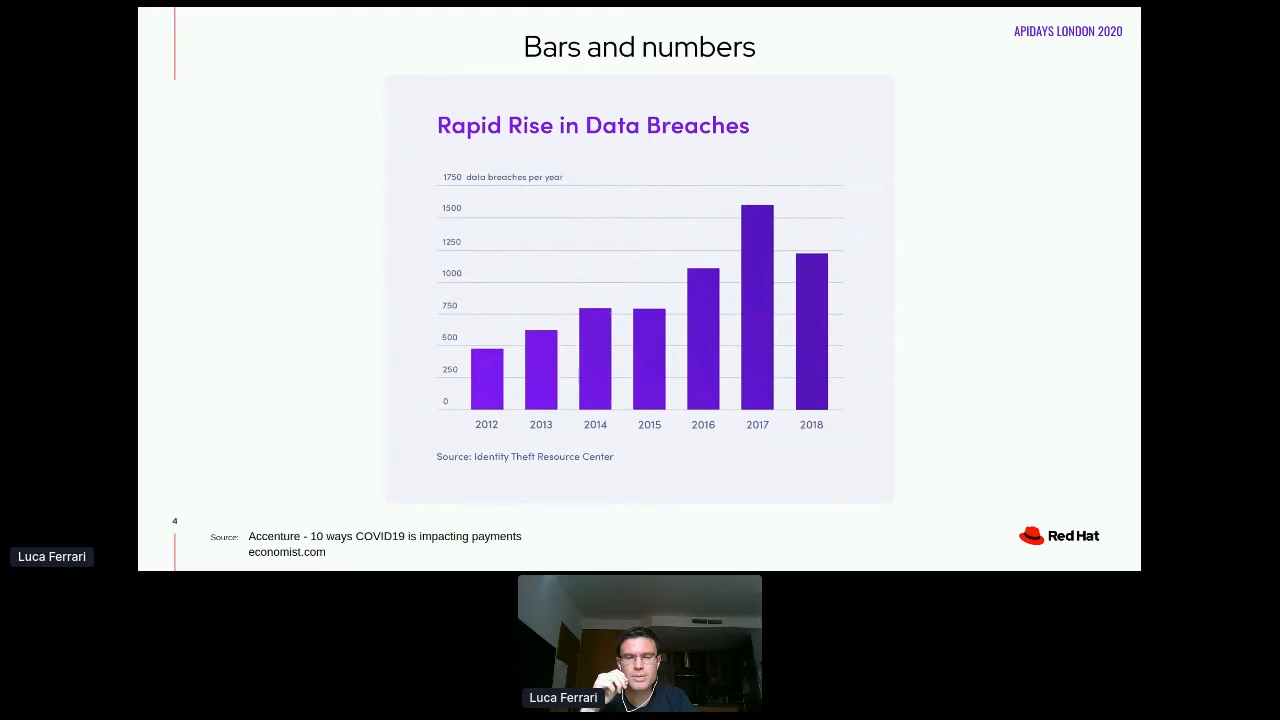 APIDAYS LONDON 2020
Bars and numbers
Rapid Rise in Data Breaches
1750 data breaches per year
1500
1250
1000
750
500
250
0
2012 2013 2014 2015 2016 2017 2018
Source: Identity Theft Resource Center
4
Source: Accenture - 10 ways COVID19 is impacting payments
economist.com
Red Hat
Luca Ferrari
Luca Ferrari